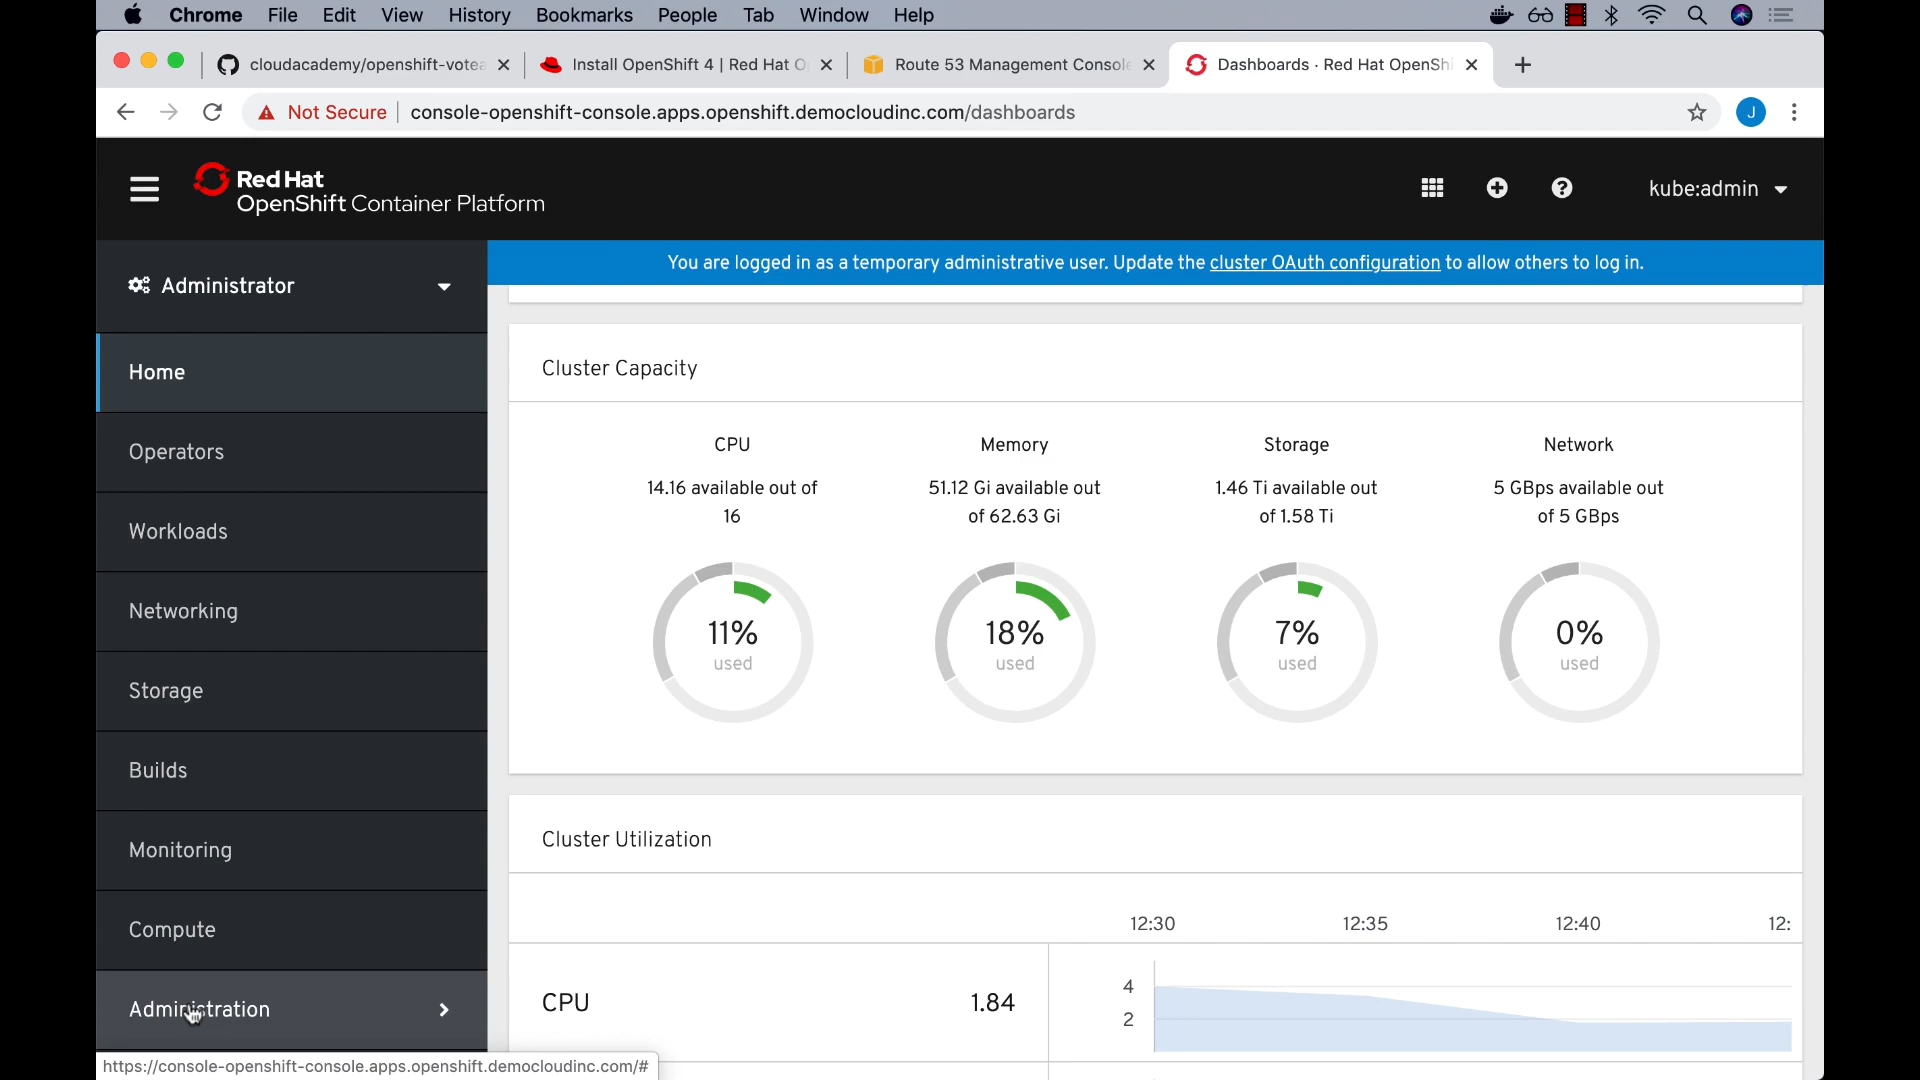 Chrome File Edit View History Bookmarks People Tab Window Help
cloudacademy/openshift-votea
Install OpenShift 4 | Red Hat O
Route 53 Management Console
Dashboards · Red Hat OpenShi
Not Secure
console-openshift-console.apps.openshift.democloudinc.com/dashboards
J
Red Hat
OpenShift Container Platform
kube:admin
Administrator
You are logged in as a temporary administrative user. Update the cluster OAuth configuration to allow others to log in.
Home
Operators
Workloads
Networking
Storage
Builds
Monitoring
Compute
Administration
Cluster Capacity
CPU
14.16 available out of
16
11%
used
Memory
51.12 Gi available out
of 62.63 Gi
18%
used
Storage
1.46 Ti available out
of 1.58 Ti
7%
used
Network
5 GBps available out
of 5 GBps
0%
used
Cluster Utilization
12:30 12:35 12:40 12:
CPU 1.84
4
2
https://console-openshift-console.apps.openshift.democloudinc.com/#